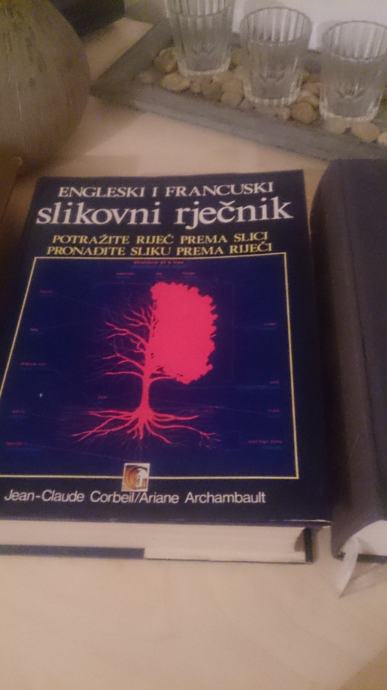 ENGLESKI I FRANCUSKI
slikovni rječnik
POTRAŽITE RIJEČ PREMA SLICI
PRONAĐITE SLIKU PREMA RIJEČI
Jean-Claude Corbeil/Ariane Archambault